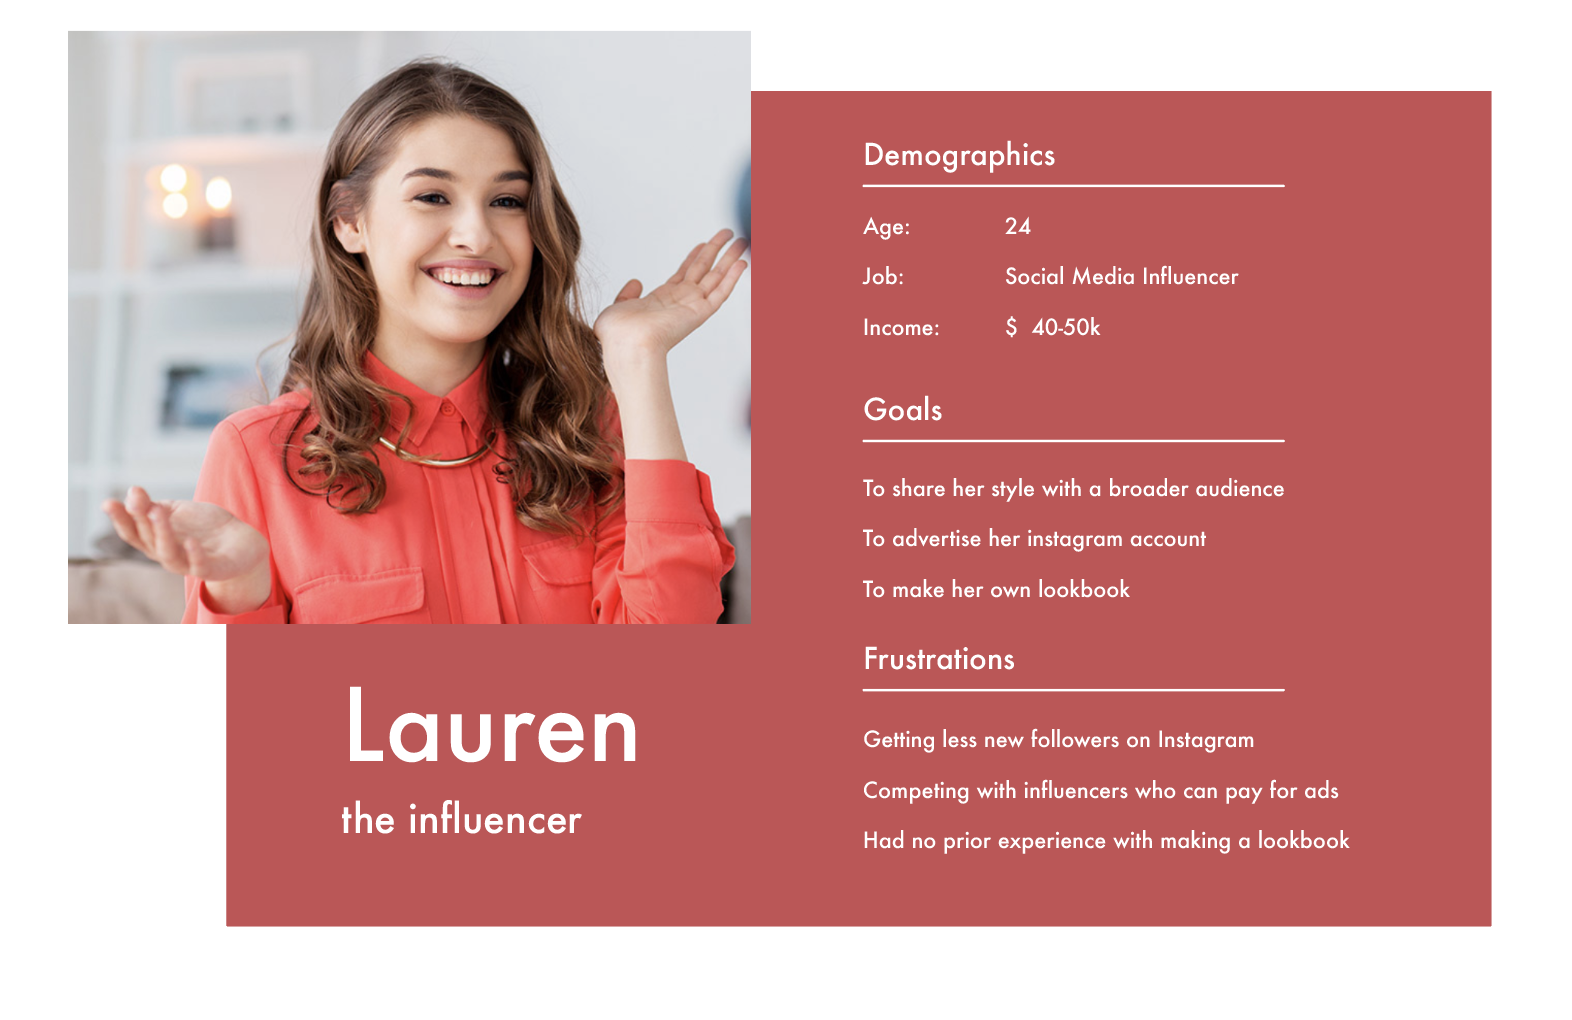 Demographics
Age: 24
Job: Social Media Influencer
Income: $ 40-50k
Goals
To share her style with a broader audience
To advertise her instagram account
To make her own lookbook
Frustrations
Getting less new followers on Instagram
Competing with influencers who can pay for ads
Had no prior experience with making a lookbook
Lauren
the influencer